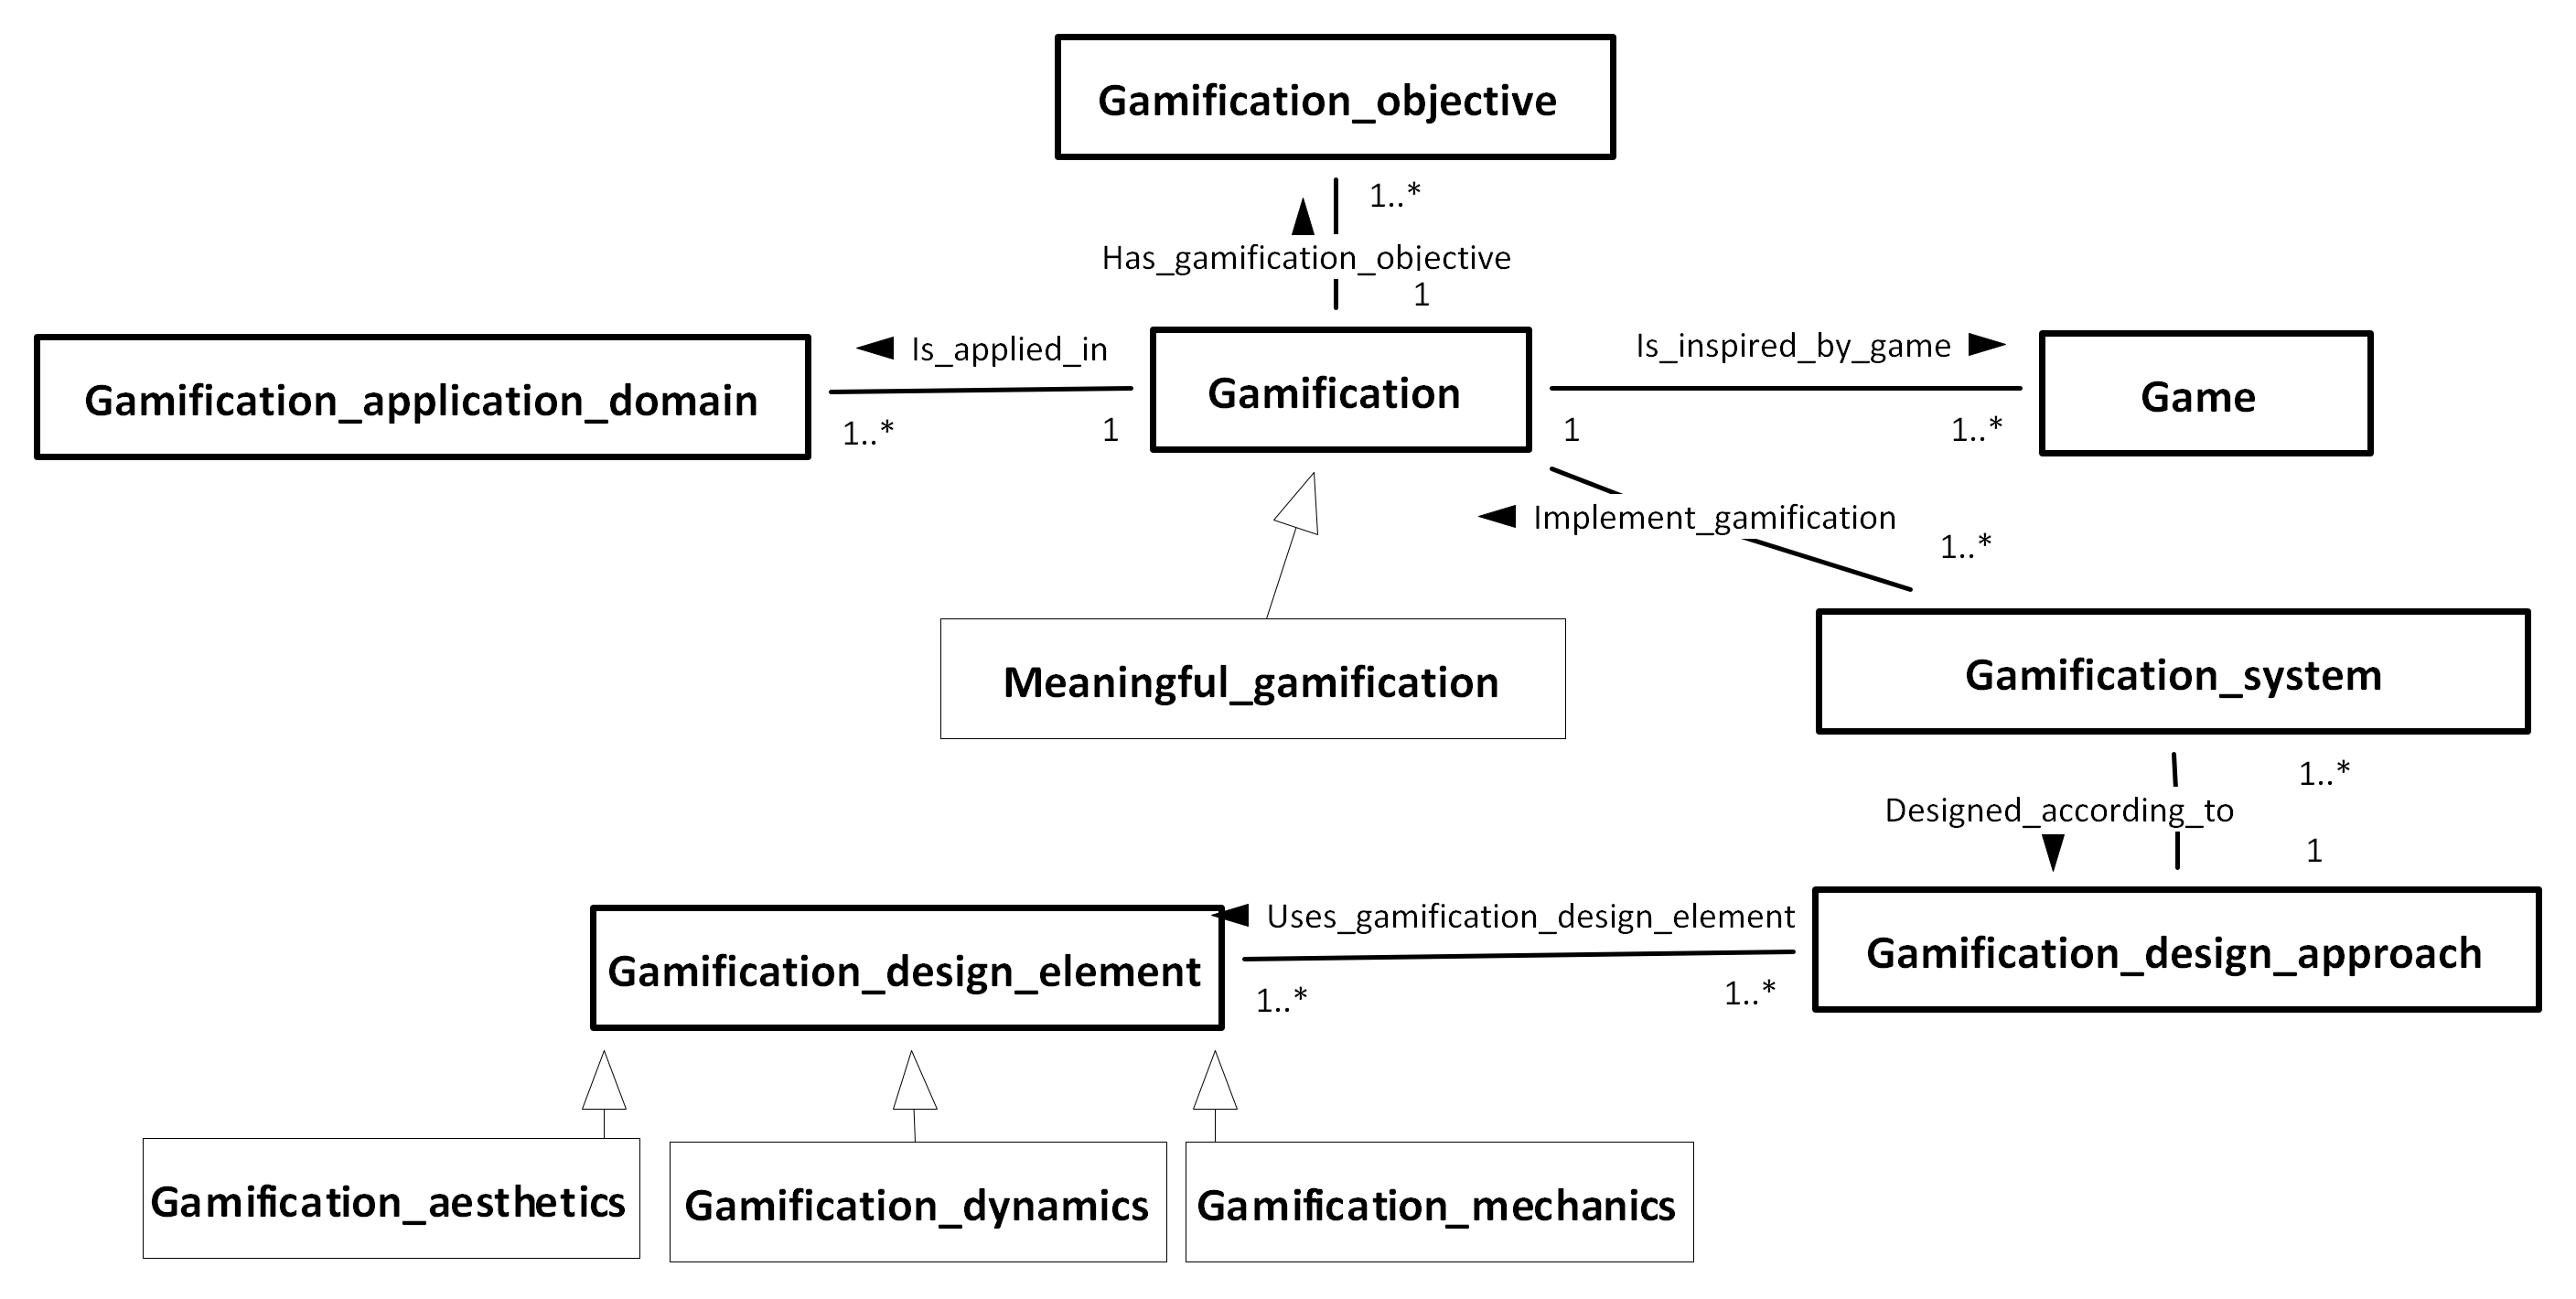 Gamification_objective
1..*
Has_gamification_objective
1
Gamification_application_domain
Is_applied_in
1..*
1
Gamification
Is_inspired_by_game
1
1..*
Game
Implement_gamification
1..*
Meaningful_gamification
Gamification_system
1..*
Designed_according_to
1
Gamification_design_element
Uses_gamification_design_element
1..*
1..*
Gamification_design_approach
Gamification_aesthetics
Gamification_dynamics
Gamification_mechanics